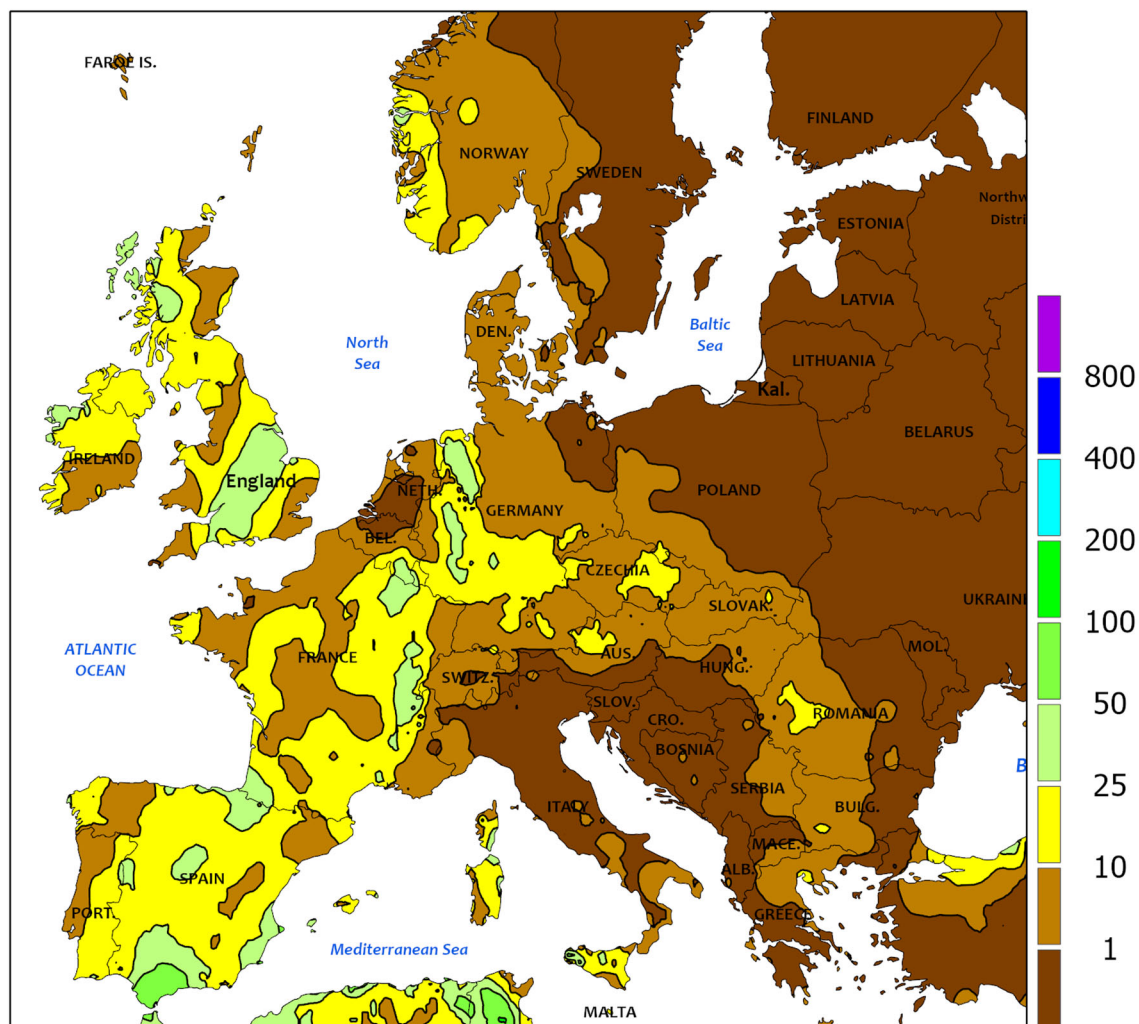 FAROE IS.
FINLAND
NORWAY
SWEDEN
Northw
Distri
ESTONIA
LATVIA
DEN.
North
Sea
Baltic
Sea
LITHUANIA
Kal.
800
BELARUS
IRELAND
England
400
NETH.
POLAND
GERMANY
BEL.
200
CZECHIA
UKRAINI
SLOVAK.
100
ATLANTIC
OCEAN
FRANCE
AUS.
MOL.
HUNG.
SWITZ.
SLOV.
50
CRO.
ROMANIA
BOSNIA
B
25
SERBIA
ITALY
BULG.
MACE.
10
ALB.
SPAIN
PORT.
GREECE
Mediterranean Sea
1
MALTA